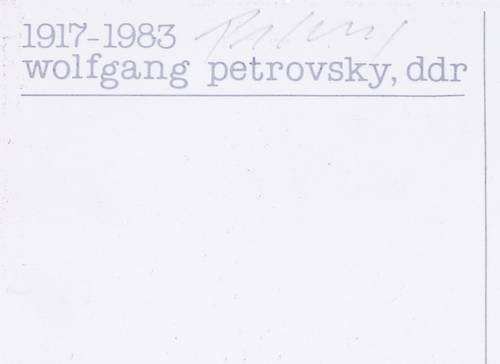 1917-1983
wolfgang petrovsky, ddr